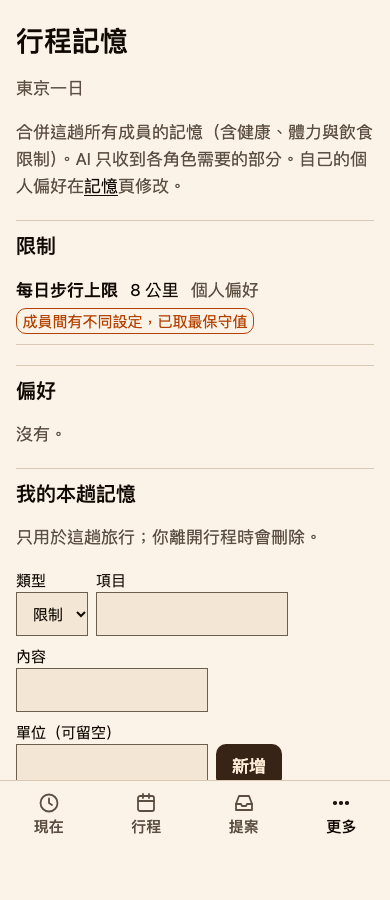 行程記憶
東京一日
合併這趟所有成員的記憶（含健康、體力與飲食
限制）。AI 只收到各角色需要的部分。自己的個
人偏好在記憶頁修改。
限制
每日步行上限 8 公里 個人偏好
成員間有不同設定，已取最保守值
偏好
沒有。
我的本趟記憶
只用於這趟旅行；你離開行程時會刪除。
類型 項目
限制
內容
單位（可留空）
新增
現在 行程 提案 更多